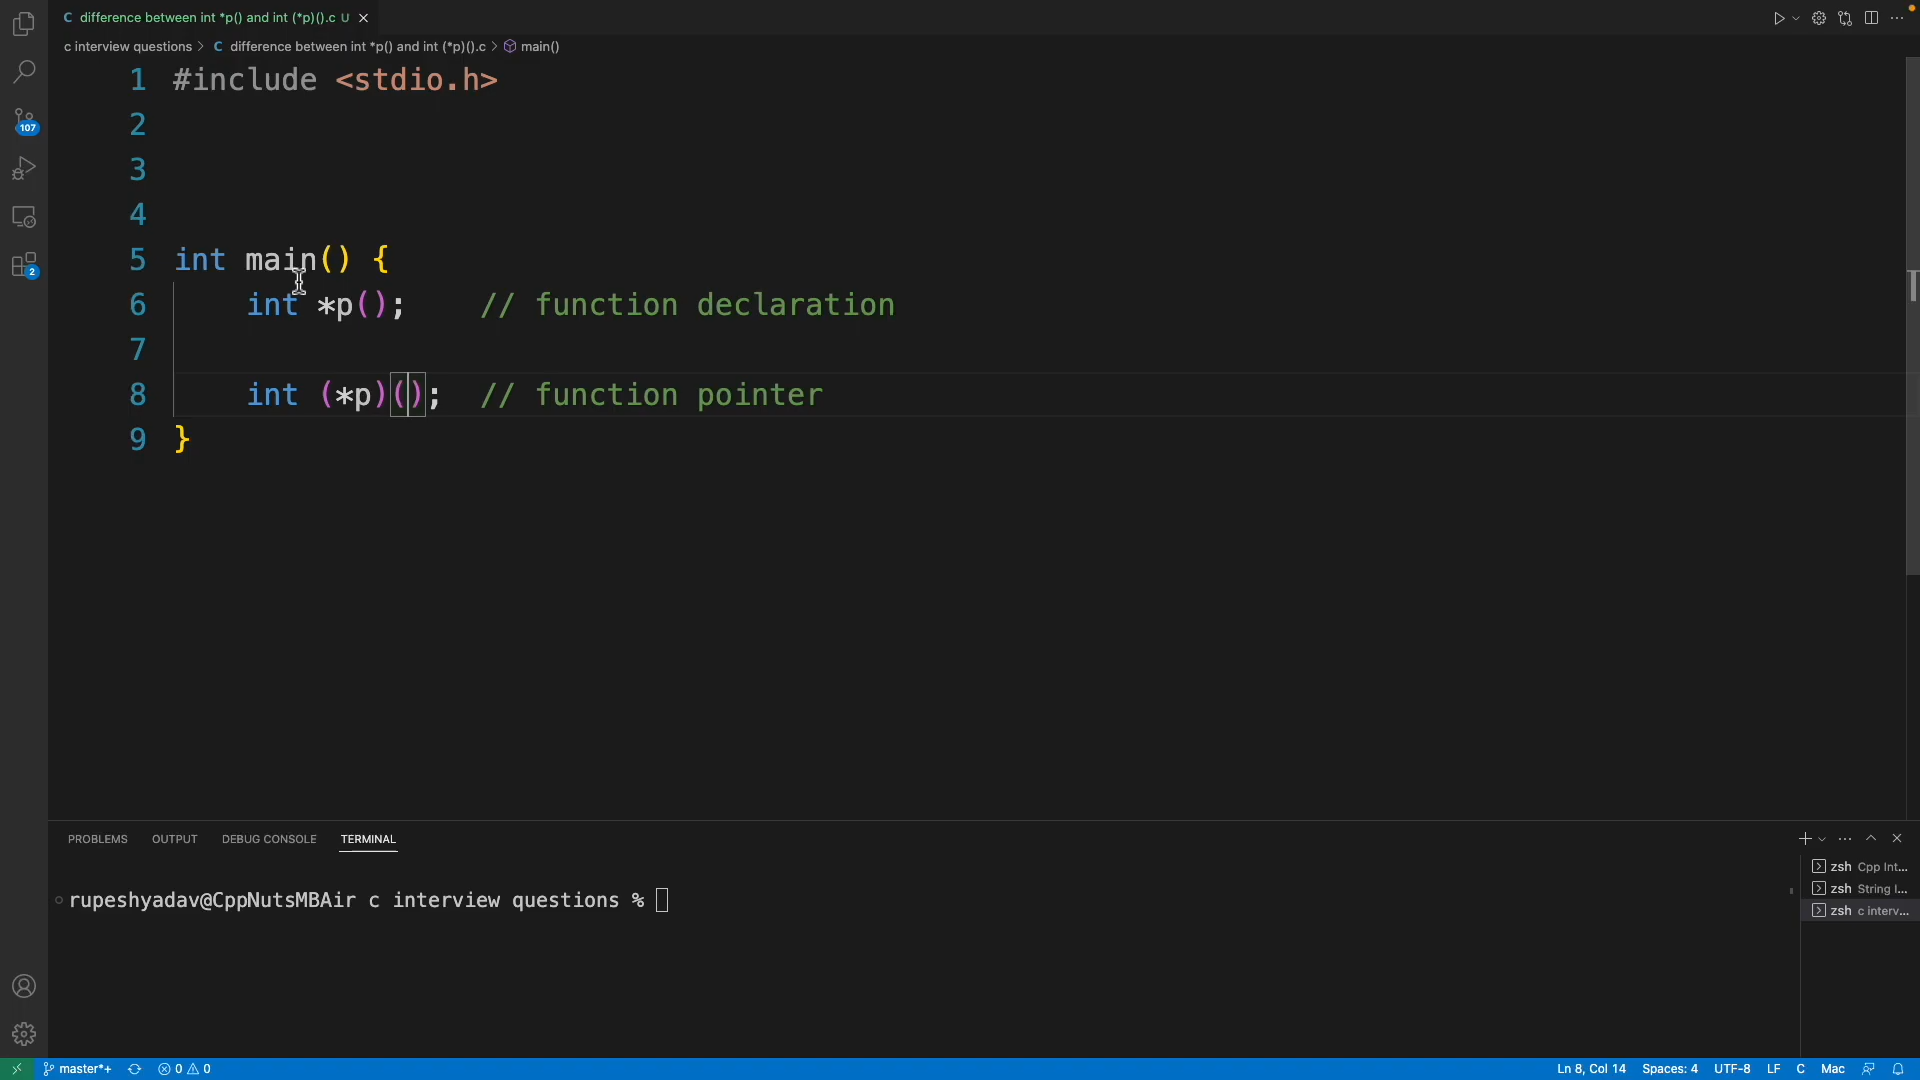 C difference between int *p() and int (*p)().c U
c interview questions > C difference between int *p() and int (*p)().c > main()
107
2
1 #include <stdio.h>
2
3
4
5 int main() {
6 int *p(); // function declaration
7
8 int (*p)(); // function pointer
9 }
PROBLEMS OUTPUT DEBUG CONSOLE TERMINAL
zsh Cpp Int...
zsh String I...
zsh c interv...
rupeshyadav@CppNutsMBAir c interview questions %
master*+ 0 0 Ln 8, Col 14 Spaces: 4 UTF-8 LF C Mac